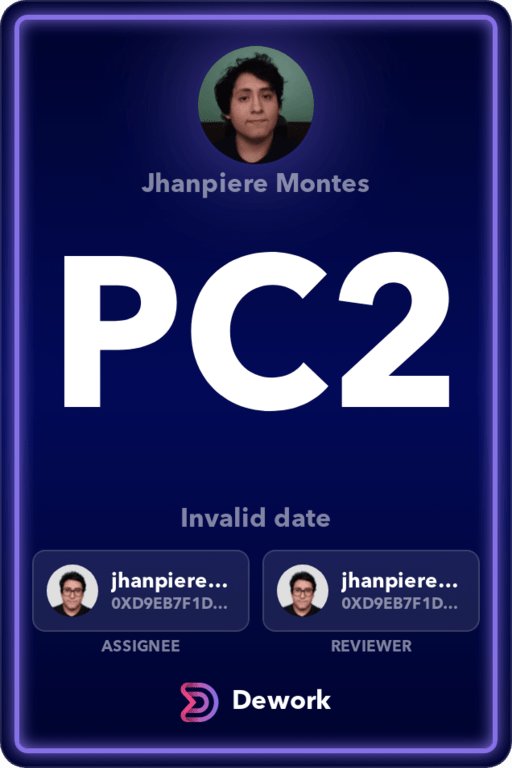 Jhanpiere Montes
PC2
Invalid date
jhanpiere... jhanpiere...
0XD9EB7F1D... 0XD9EB7F1D...
ASSIGNEE REVIEWER
Dework